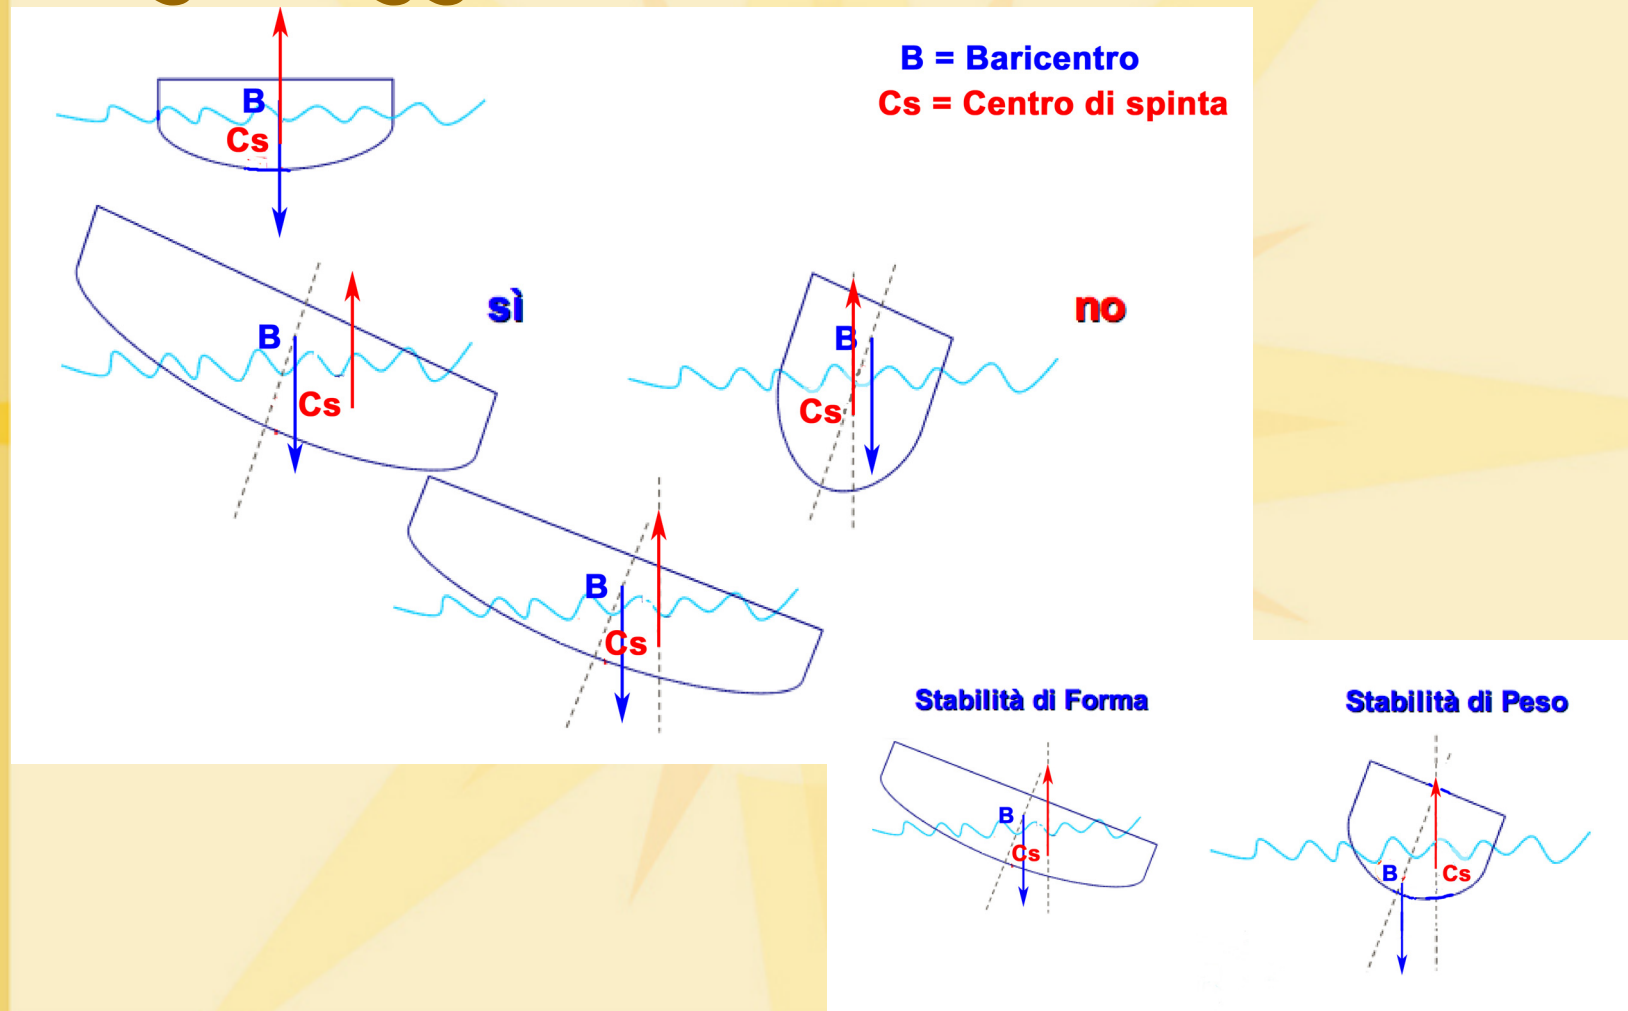 B = Baricentro
Cs = Centro di spinta
B
Cs
sì
no
B
Cs
B
Cs
B
Cs
Stabilità di Forma
Stabilità di Peso
B
Cs
B
Cs